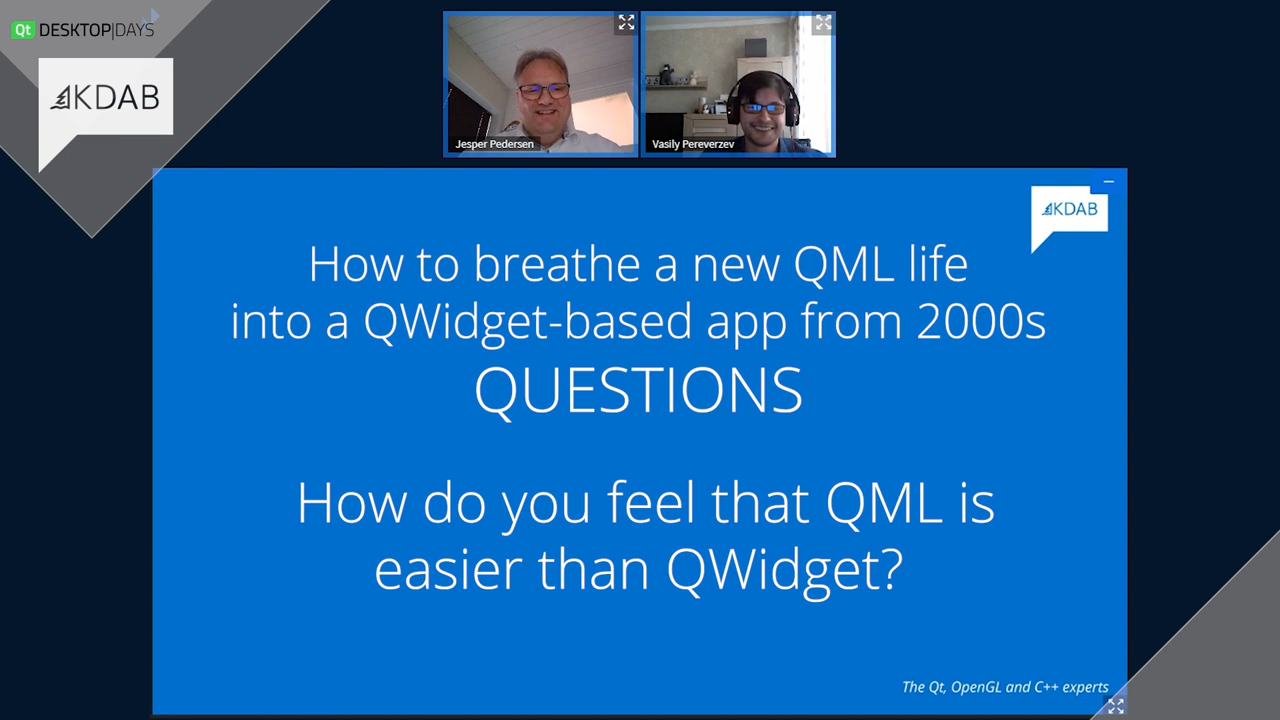 Qt DESKTOP|DAYS
KDAB
Jesper Pedersen
Vasily Pereverzev
KDAB
How to breathe a new QML life
into a QWidget-based app from 2000s
QUESTIONS
How do you feel that QML is
easier than QWidget?
The Qt, OpenGL and C++ experts